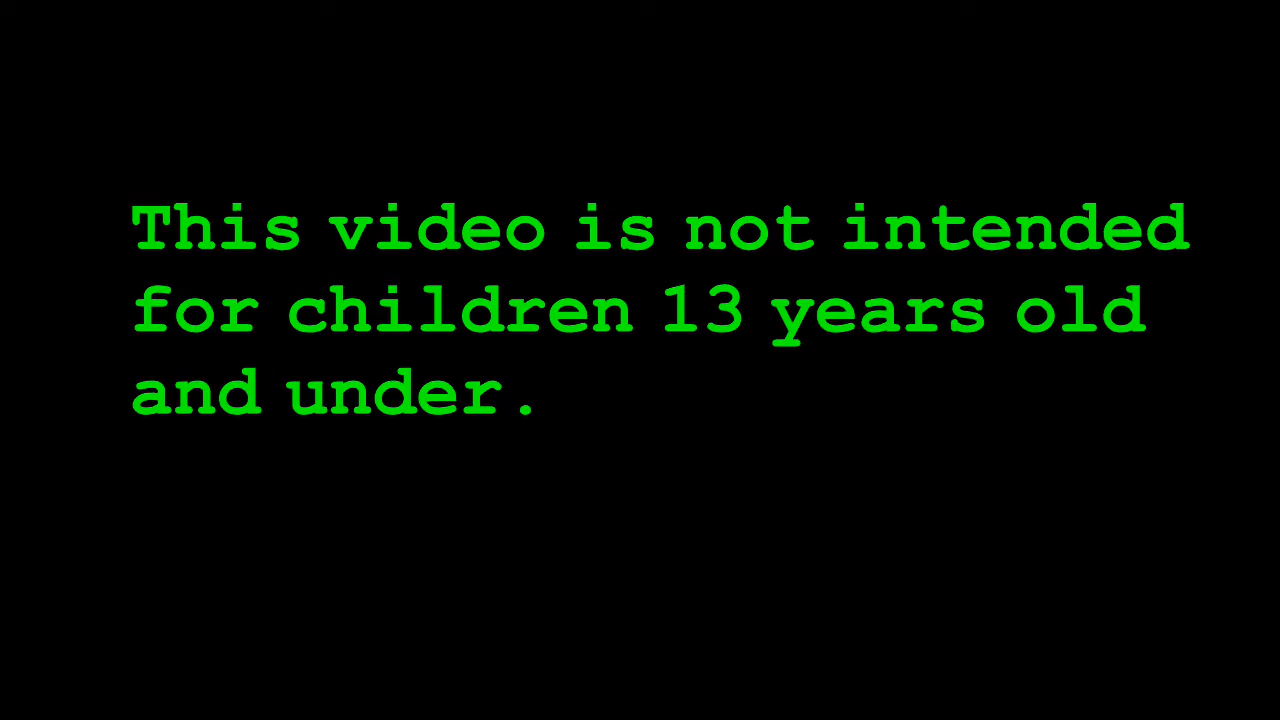 This video is not intended
for children 13 years old
and under.